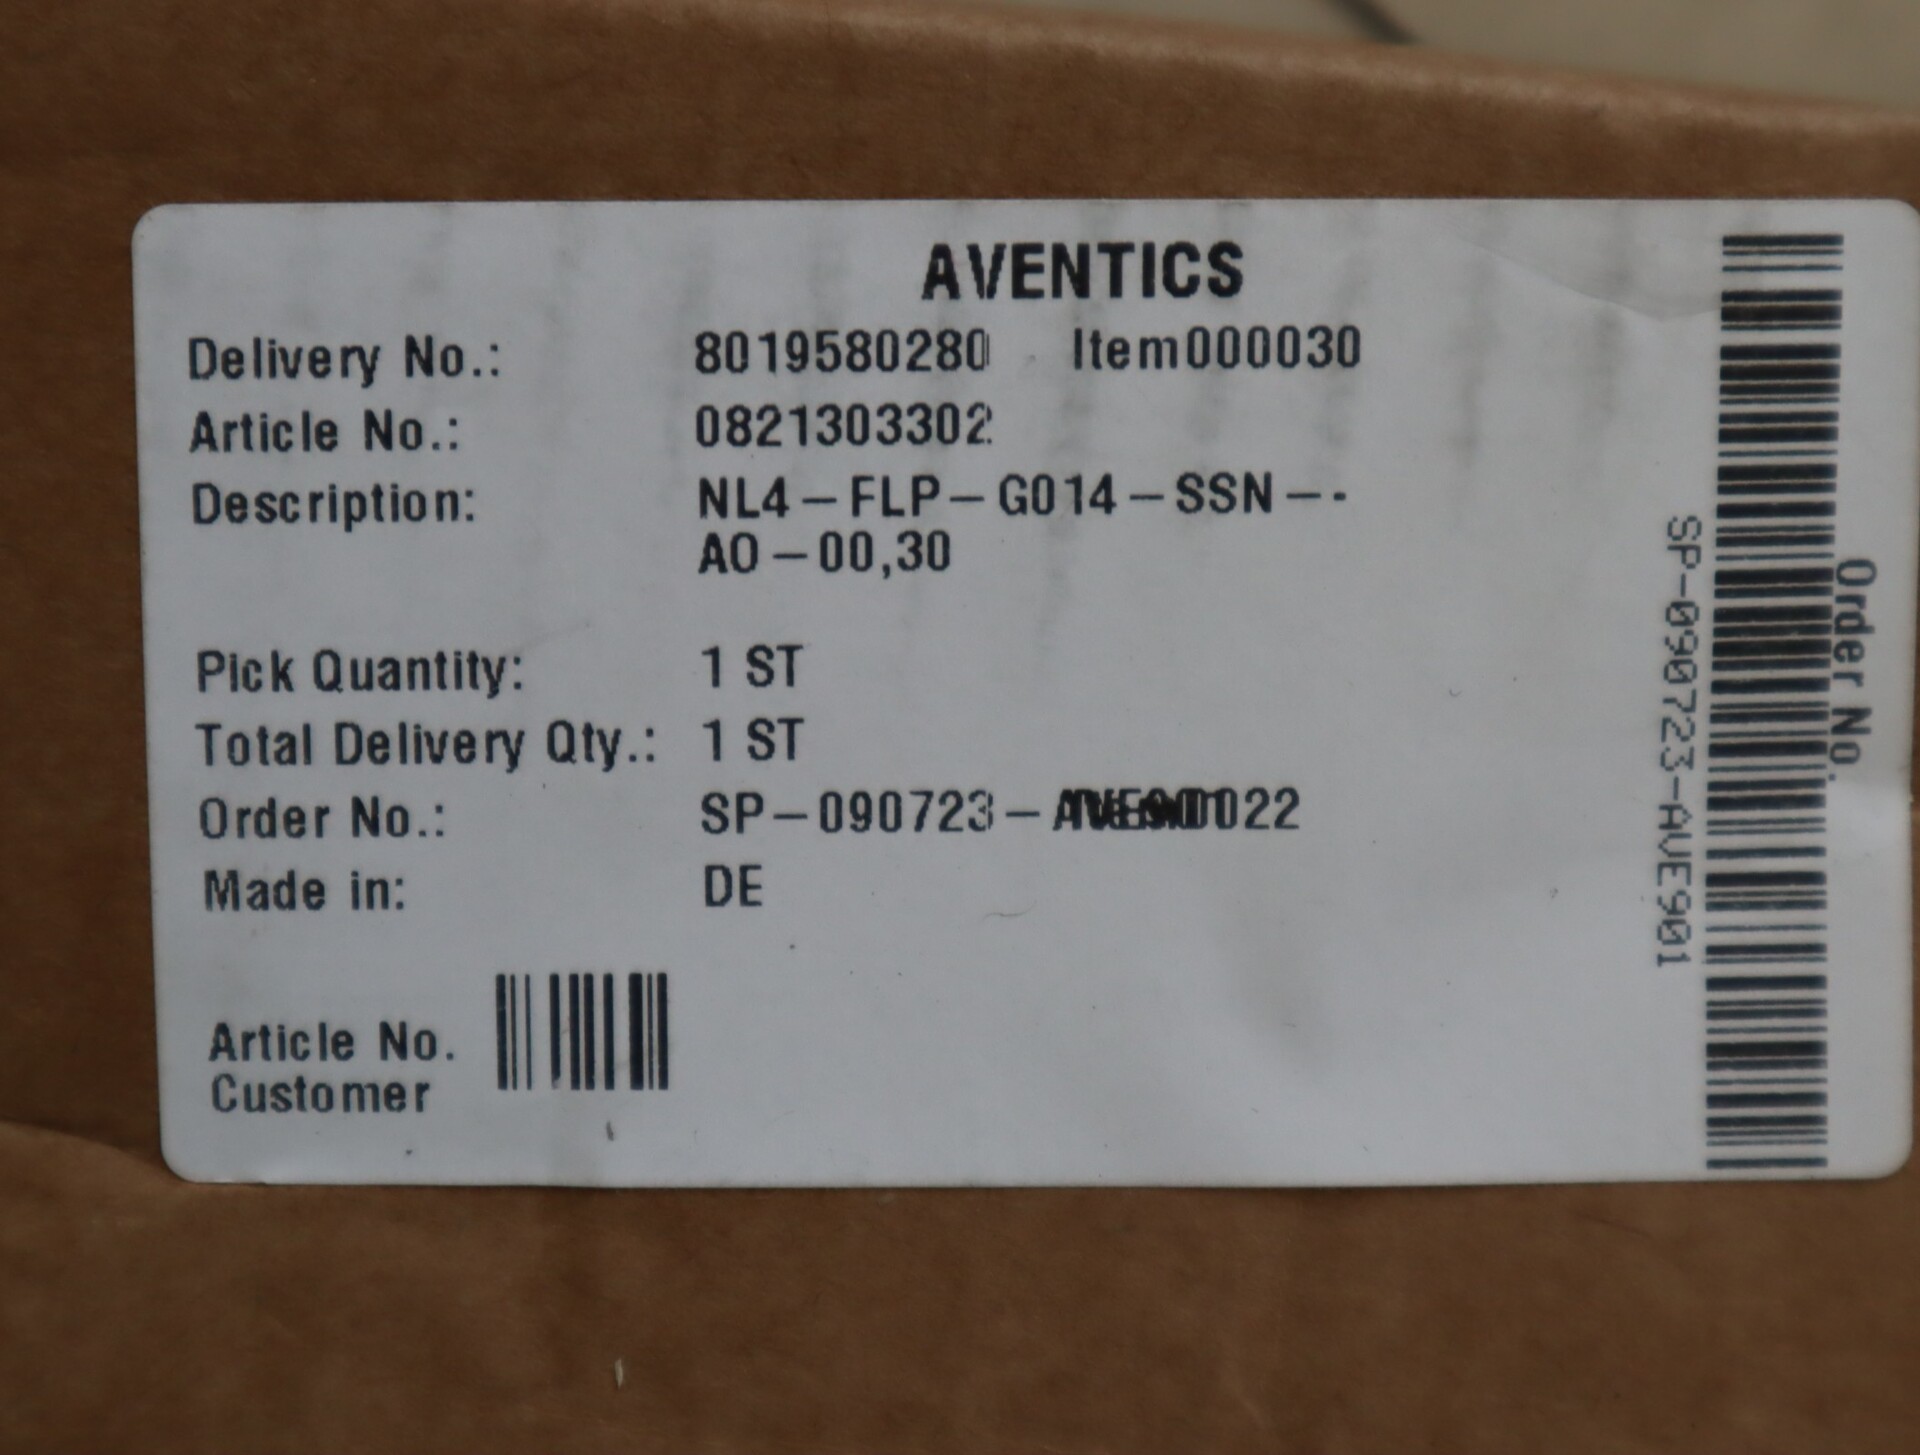 AVENTICS
Delivery No.: 8019580280 Item000030
Article No.: 0821303302
Description: NL4-FLP-G014-SSN--
AO-00,30
Pick Quantity: 1 ST
Total Delivery Qty.: 1 ST
Order No.: SP-090723-
Made in: DE
Article No.
Customer
Order No.
SP-090723-AVE901